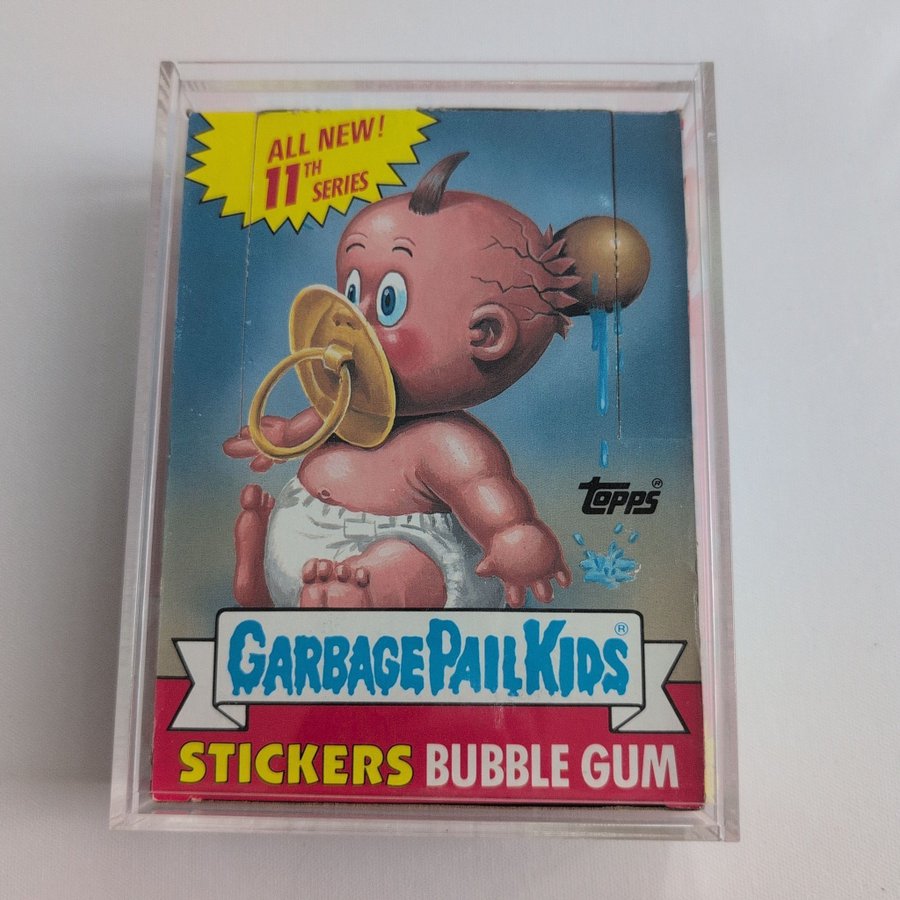 ALL NEW!
11TH SERIES
topps®
GARBAGE PAIL KIDS®
STICKERS BUBBLE GUM